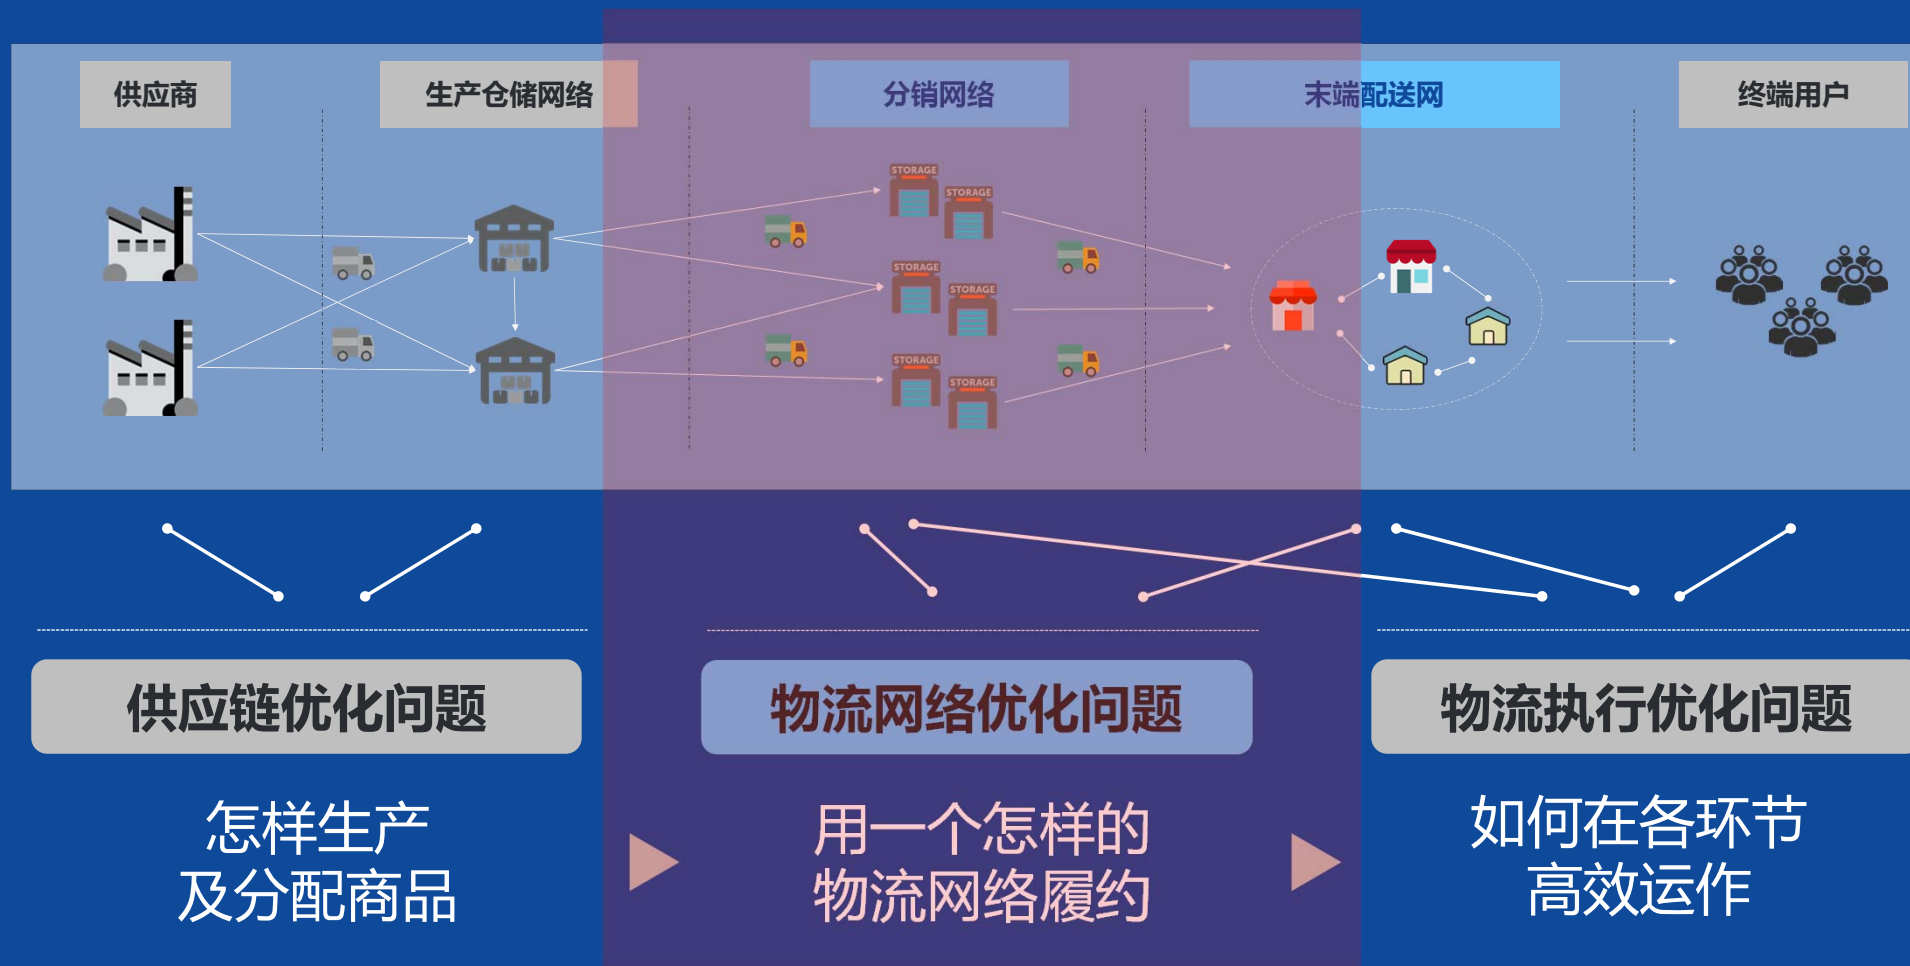 供应商
生产仓储网络
分销网络
末端配送网
终端用户
STORAGE
STORAGE
STORAGE
STORAGE
STORAGE
STORAGE
供应链优化问题
物流网络优化问题
物流执行优化问题
怎样生产
及分配商品
用一个怎样的
物流网络履约
如何在各环节
高效运作